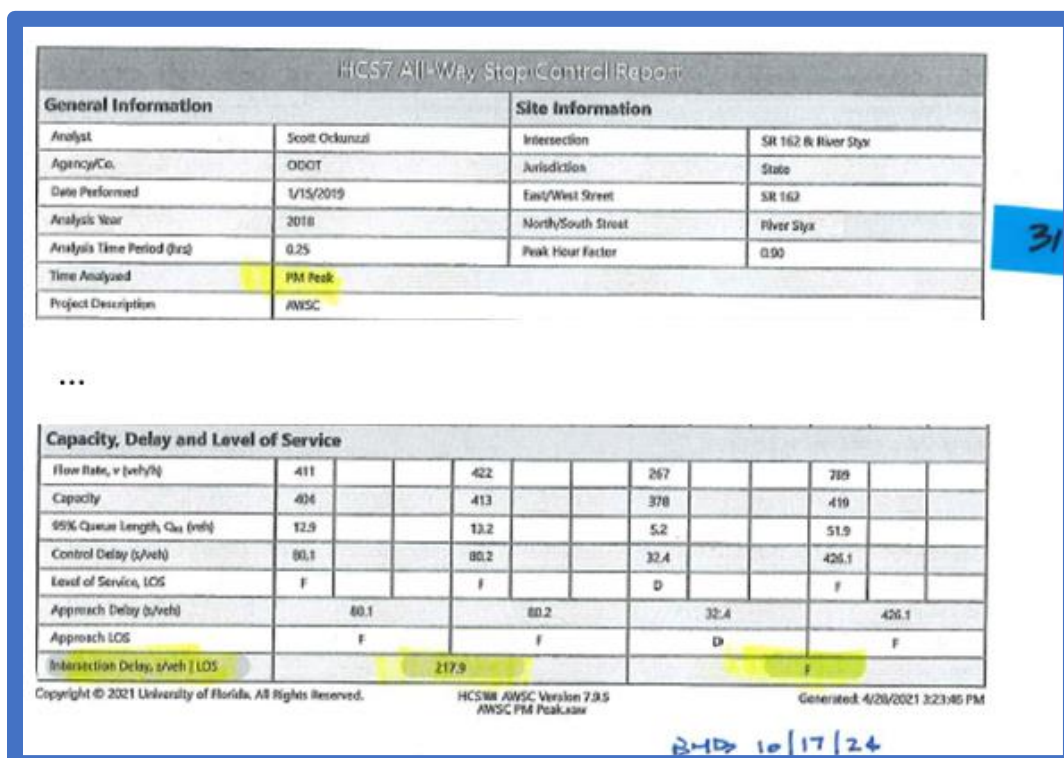 HCS7 All-Way Stop Control Report
General Information Site Information
Analyst Scott Ockunzzi Intersection SR 162 & River Styx
Agency/Co. ODOT Jurisdiction State
Date Performed 1/15/2019 East/West Street SR 162
Analysis Year 2018 North/South Street River Styx
Analysis Time Period (hrs) 0.25 Peak Hour Factor 0.90
Time Analyzed PM Peak
Project Description AWSC
31
...
Capacity, Delay and Level of Service
Flow Rate, v (veh/h) 411 422 267 789
Capacity 404 413 378 419
95% Queue Length, Q₉₅ (veh) 12.9 13.2 5.2 51.9
Control Delay (s/veh) 80.1 80.2 32.4 426.1
Level of Service, LOS F F D F
Approach Delay (s/veh) 80.1 80.2 32.4 426.1
Approach LOS F F D F
Intersection Delay, s/veh | LOS 217.9 F
Copyright © 2021 University of Florida. All Rights Reserved. AWSC Version 7.9.5 Generated: 4/28/2021 3:23:46 PM
AWSC PM Peak.xaw
10/17/24